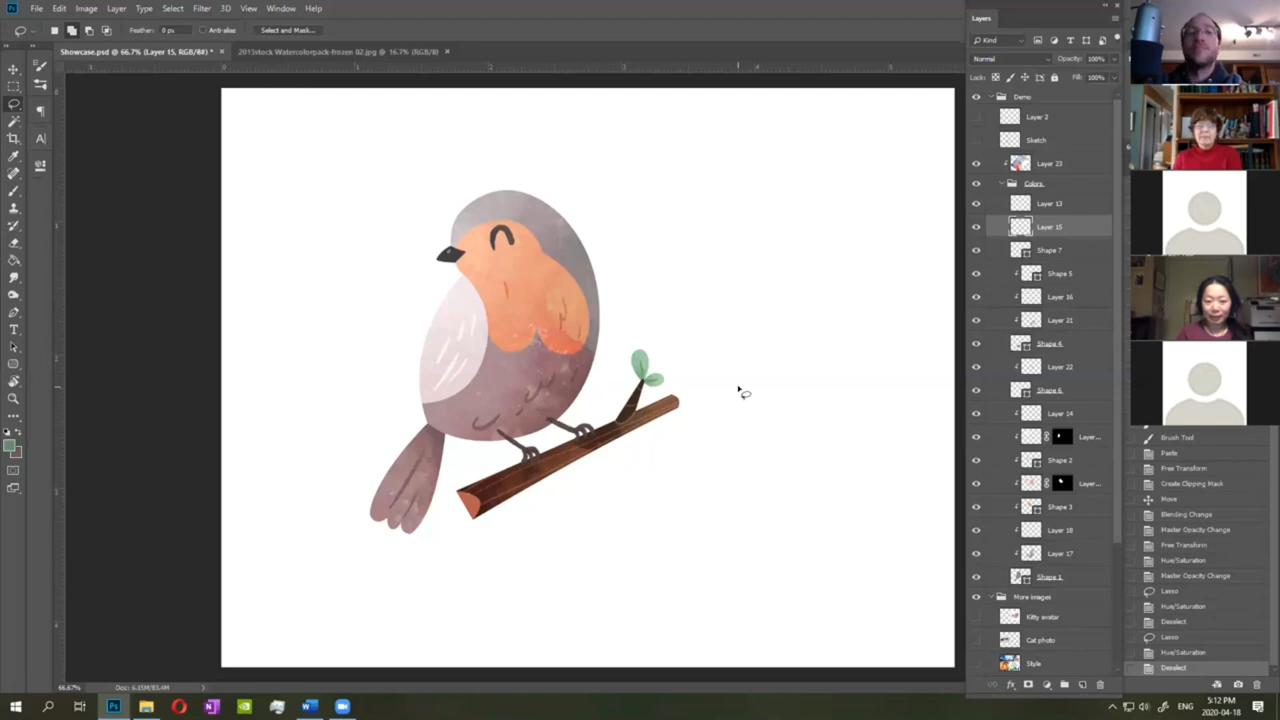 File Edit Image Layer Type Select Filter 3D View Window Help
Feather: 0 px Anti-alias Select and Mask...
Showcase.psd @ 66.7% (Layer 15, RGB/8#) * × 2013stock Watercolorpack-frozen 02.jpg @ 16.7% (RGB/8) ×
Layers
Kind
Normal Opacity: 100%
Lock: Fill: 100%
Demo
Layer 2
Sketch
Layer 23
Colors
Layer 13
Layer 15
Shape 7
Shape 5
Layer 16
Layer 21
Shape 4
Layer 22
Shape 6
Layer 14
Layer...
Shape 2
Layer...
Shape 3
Layer 18
Layer 17
Shape 1
More images
Kitty avatar
Cat photo
Style
Brush Tool
Paste
Free Transform
Create Clipping Mask
Move
Blending Change
Master Opacity Change
Free Transform
Hue/Saturation
Master Opacity Change
Lasso
Hue/Saturation
Deselect
Lasso
Hue/Saturation
Deselect
66.67% Doc: 6.15M/83.4M
ENG
5:12 PM
2020-04-18